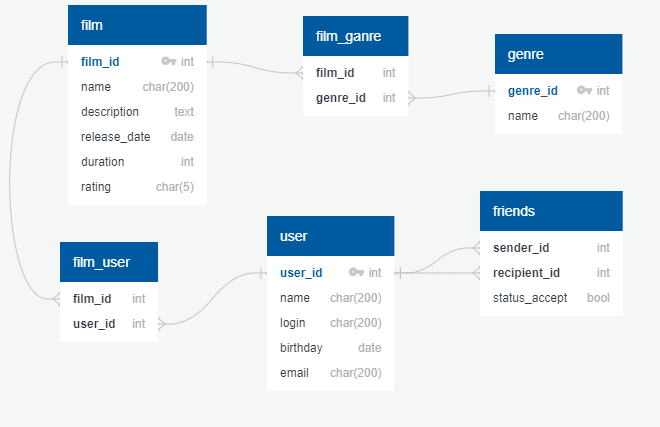 film
film_id int
name char(200)
description text
release_date date
duration int
rating char(5)
film_ganre
film_id int
genre_id int
genre
genre_id int
name char(200)
film_user
film_id int
user_id int
user
user_id int
name char(200)
login char(200)
birthday date
email char(200)
friends
sender_id int
recipient_id int
status_accept bool